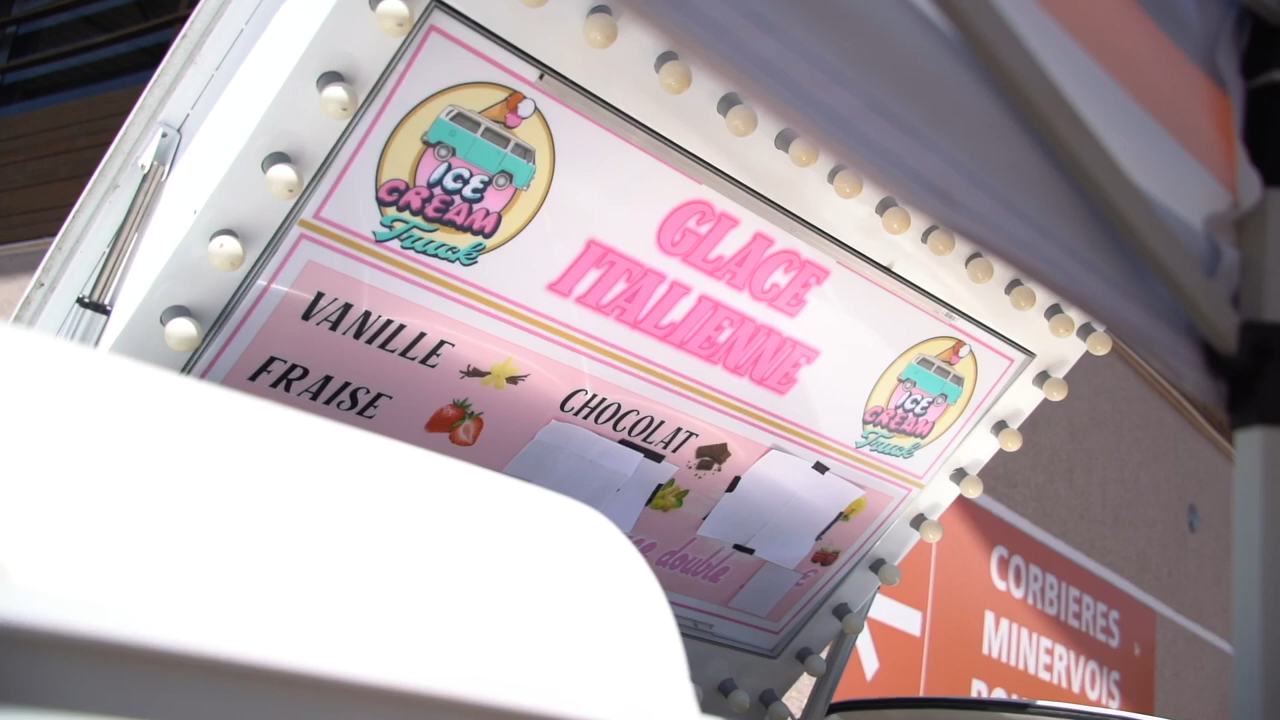 ICE
CREAM
Truck
GLACE
ITALIENNE
ICE
CREAM
Truck
VANILLE
FRAISE
CHOCOLAT
double
€
CORBIERES
MINERVOIS